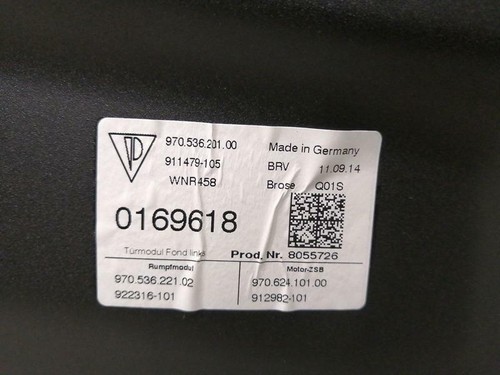 970.536.201.00 Made in Germany
911479-105 BRV 11.09.14
WNR458 Brose Q01S
0169618
Turmodul Fond links Prod. Nr. 8055726
Rumpfmodul Motor-ZSB
970.536.221.02 970.624.101.00
922316-101 912982-101